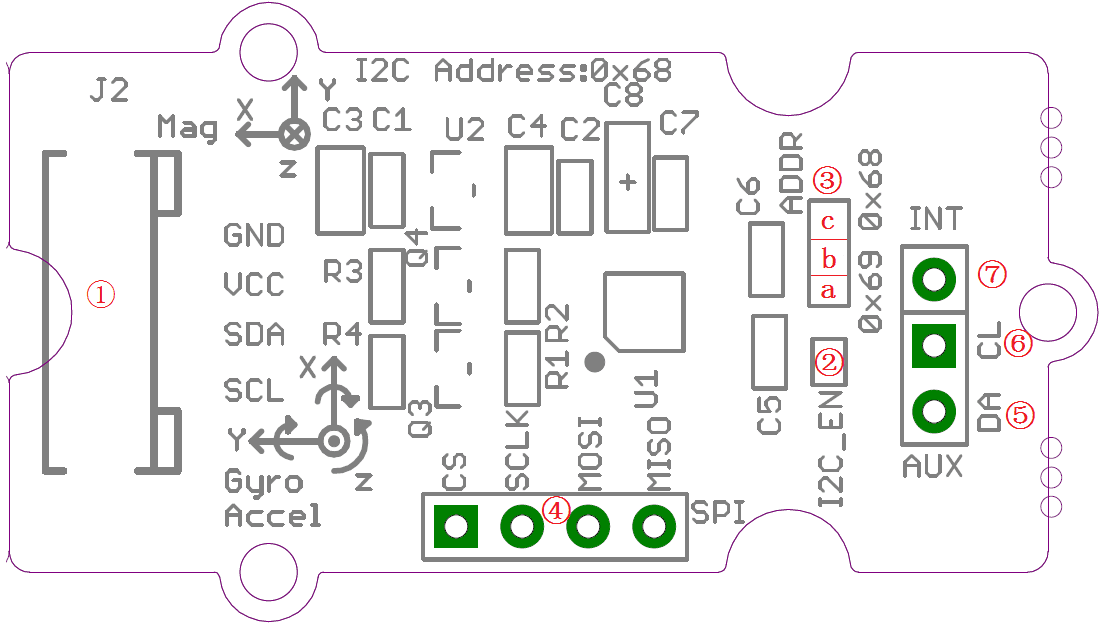 I2C Address:0x68
J2
Y
X
Mag
Z
C3
C1
U2
C4
C2
C8
+
C7
C6
ADDR
③
c
b
a
0x68
0x69
INT
⑦
GND
VCC
SDA
SCL
①
R3
Q4
R4
Q3
R2
R1
U1
C5
②
I2C_EN
CL
⑥
DA
⑤
AUX
X
Y
Z
Gyro
Accel
CS
SCLK
④
MOSI
MISO
SPI